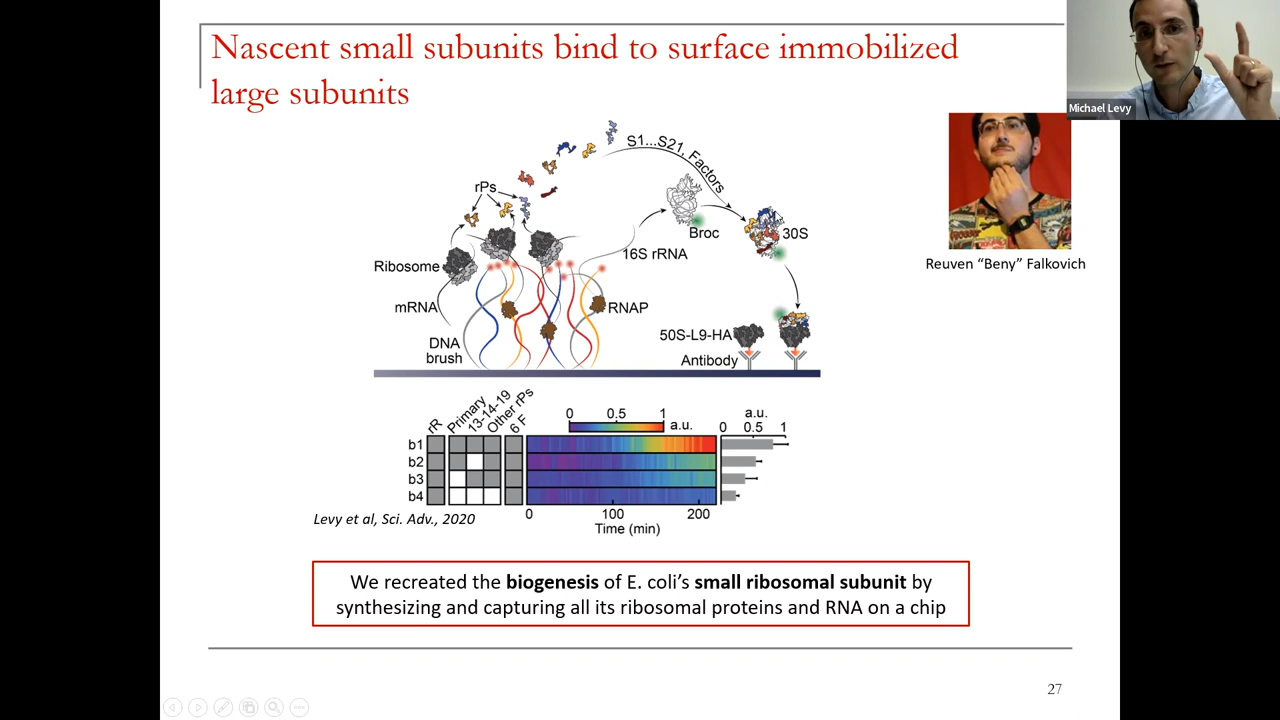 Nascent small subunits bind to surface immobilized
large subunits
Michael Levy
Reuven “Beny” Falkovich
rPs
S1...S21, Factors
Broc
30S
16S rRNA
Ribosome
mRNA
RNAP
DNA
brush
50S-L9-HA
Antibody
rR
Primary
13-14-19
Other rPs
6 F
0 0.5 1
a.u.
a.u.
0 0.5 1
b1
b2
b3
b4
0 100 200
Time (min)
Levy et al, Sci. Adv., 2020
We recreated the biogenesis of E. coli’s small ribosomal subunit by
synthesizing and capturing all its ribosomal proteins and RNA on a chip
27